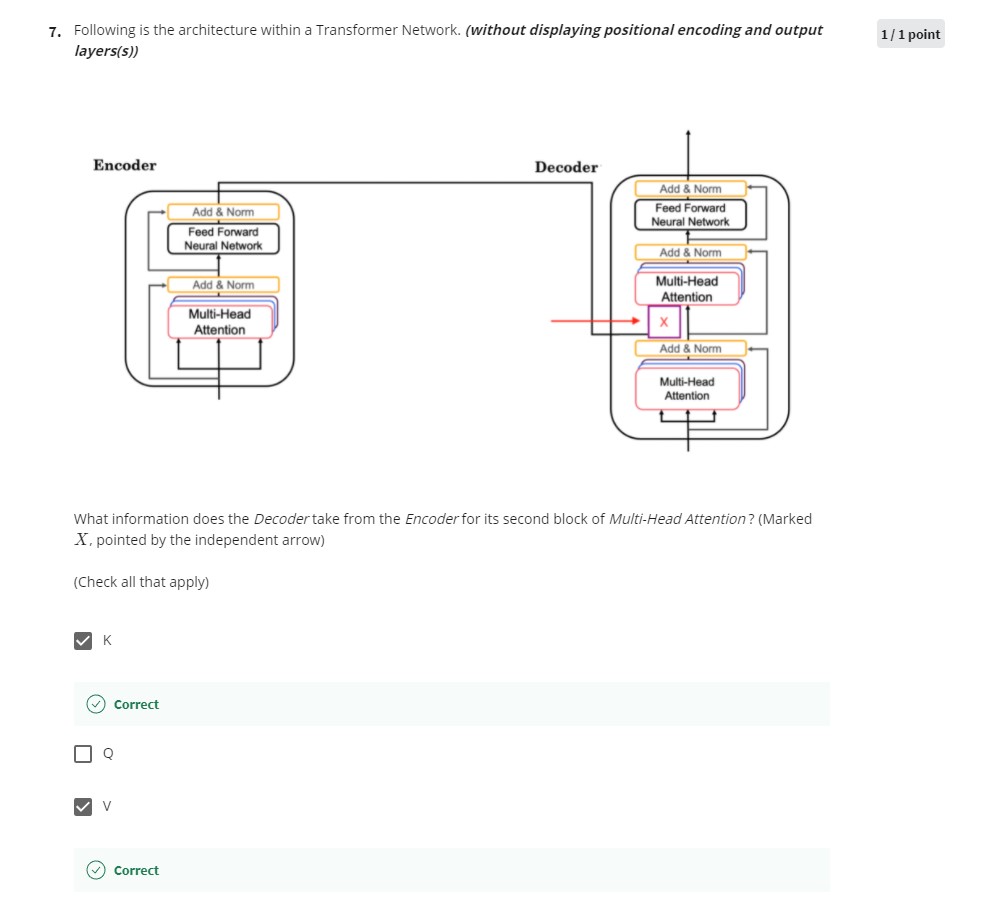 7. Following is the architecture within a Transformer Network. (without displaying positional encoding and output
layers(s))
1 / 1 point
Encoder
Add & Norm
Feed Forward
Neural Network
Add & Norm
Multi-Head
Attention
Decoder
Add & Norm
Feed Forward
Neural Network
Add & Norm
Multi-Head
Attention
X
Add & Norm
Multi-Head
Attention
What information does the Decoder take from the Encoder for its second block of Multi-Head Attention ? (Marked
X, pointed by the independent arrow)
(Check all that apply)
K
Correct
Q
V
Correct